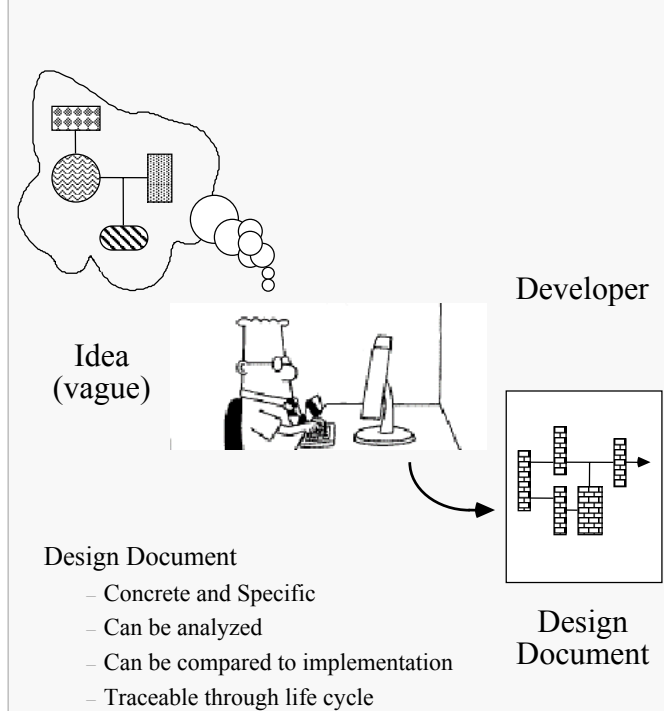 Developer
Idea
(vague)
Design Document
– Concrete and Specific
– Can be analyzed
– Can be compared to implementation
– Traceable through life cycle
Design
Document